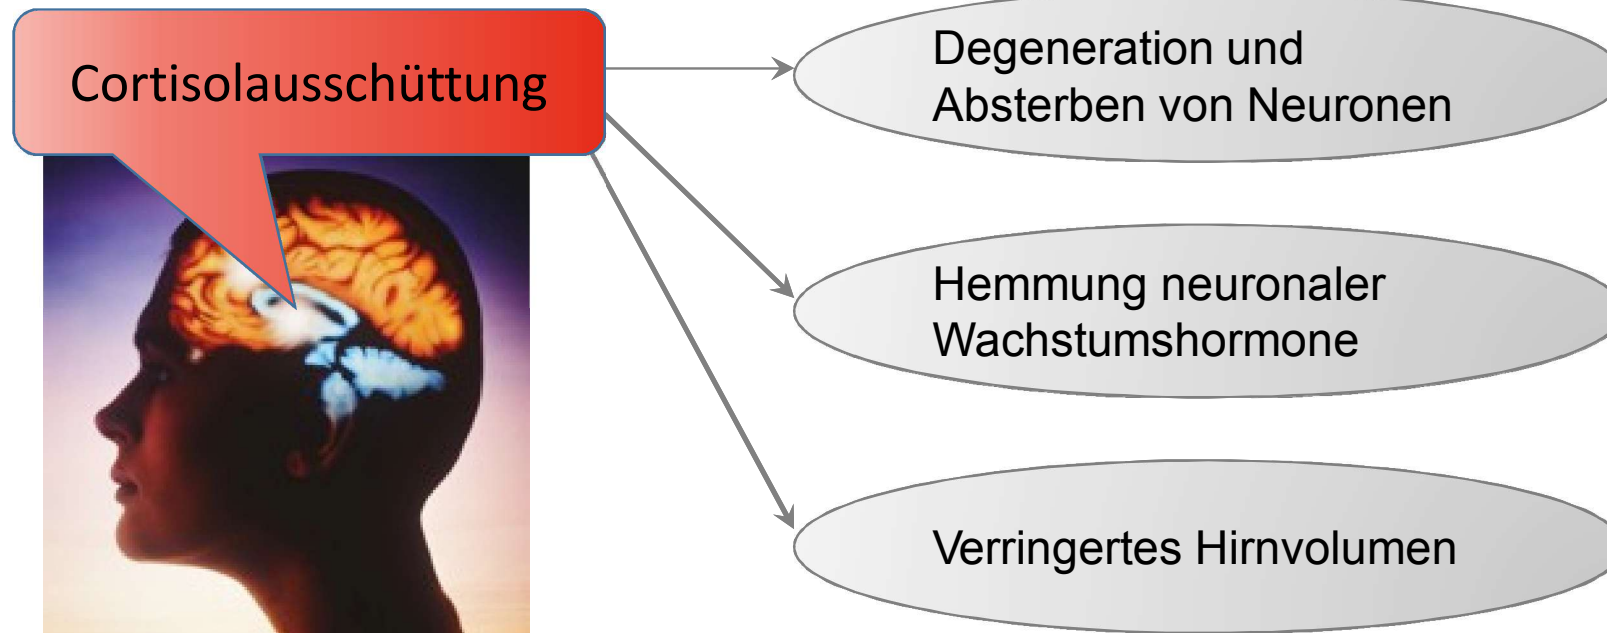 Cortisolausschüttung
Degeneration und
Absterben von Neuronen
Hemmung neuronaler
Wachstumshormone
Verringertes Hirnvolumen